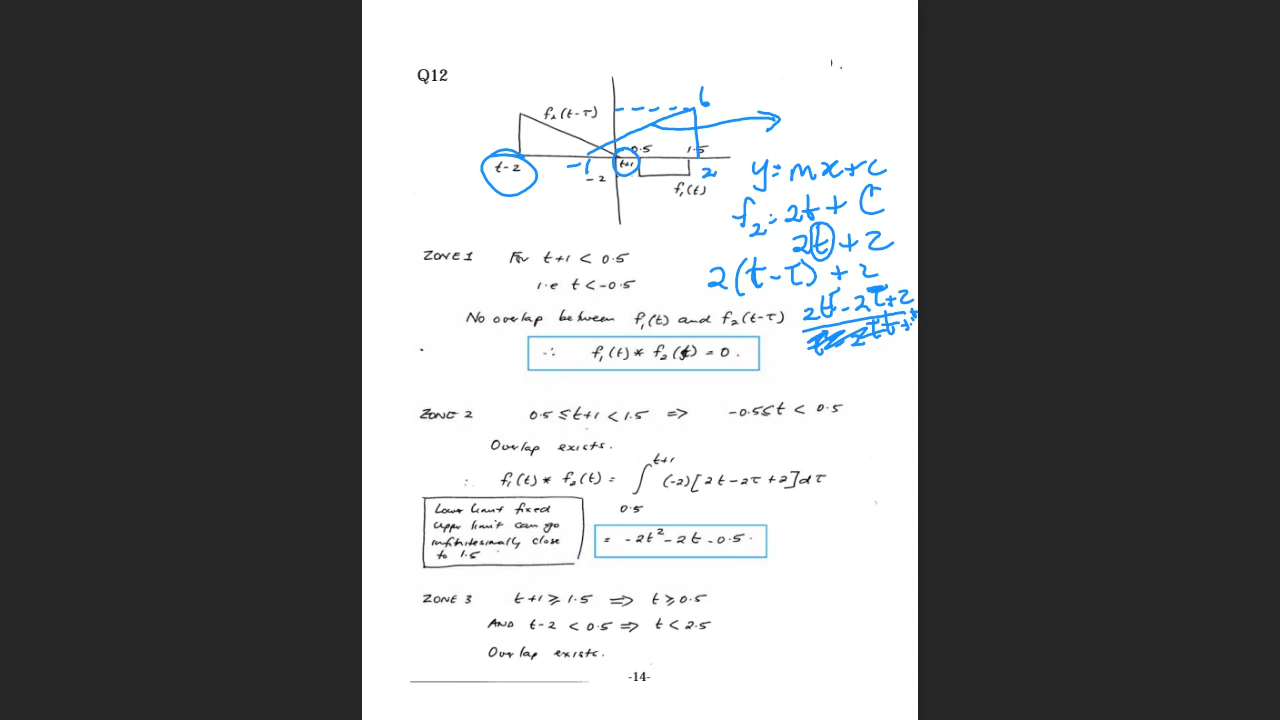 Q12
f₂(t-τ)
6
0.5 1.5
t-2 -1 t+1 2
-2
f₁(t)
y = mx+c
f₂ = 2t + C
2t + 2
2(t-τ) + 2
2t - 2τ + 2
ZONE 1 For t+1 < 0.5
i.e t < -0.5
No overlap between f₁(t) and f₂(t-τ)
∴ f₁(t) * f₂(t) = 0.
ZONE 2 0.5 ≤ t+1 < 1.5 ⇒ -0.5 ≤ t < 0.5
Overlap exists.
∴ f₁(t) * f₂(t) = ∫ t+1 0.5 (-2)[2t-2τ+2]dτ
Lower limit fixed
Upper limit can go
infinitesimally close
to 1.5
= -2t² - 2t - 0.5.
ZONE 3 t+1 ≥ 1.5 ⇒ t ≥ 0.5
AND t-2 < 0.5 ⇒ t < 2.5
Overlap exists.
-14-